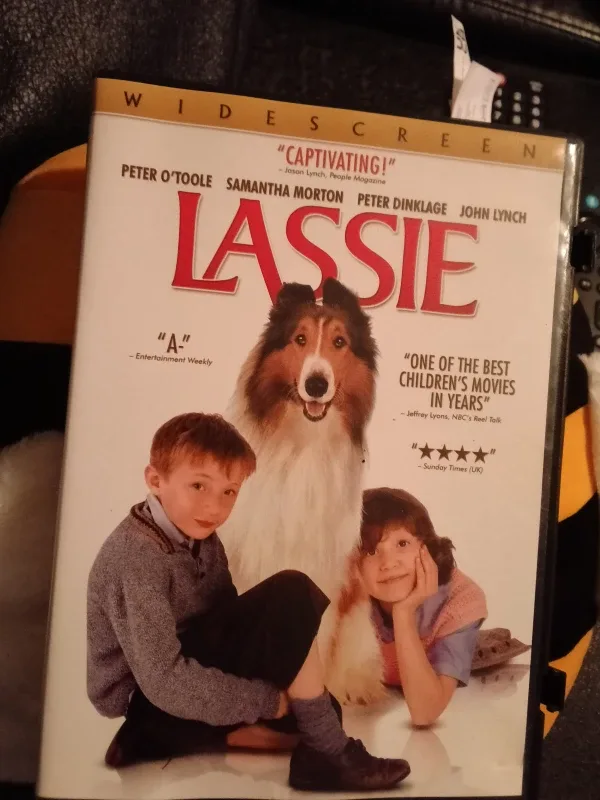 WIDESCREEN
"CAPTIVATING!"
- Jason Lynch, People Magazine
PETER O'TOOLE SAMANTHA MORTON PETER DINKLAGE JOHN LYNCH
LASSIE
"A-"
- Entertainment Weekly
"ONE OF THE BEST
CHILDREN'S MOVIES
IN YEARS"
- Jeffrey Lyons, NBC's Reel Talk
"★★★★"
- Sunday Times (UK)